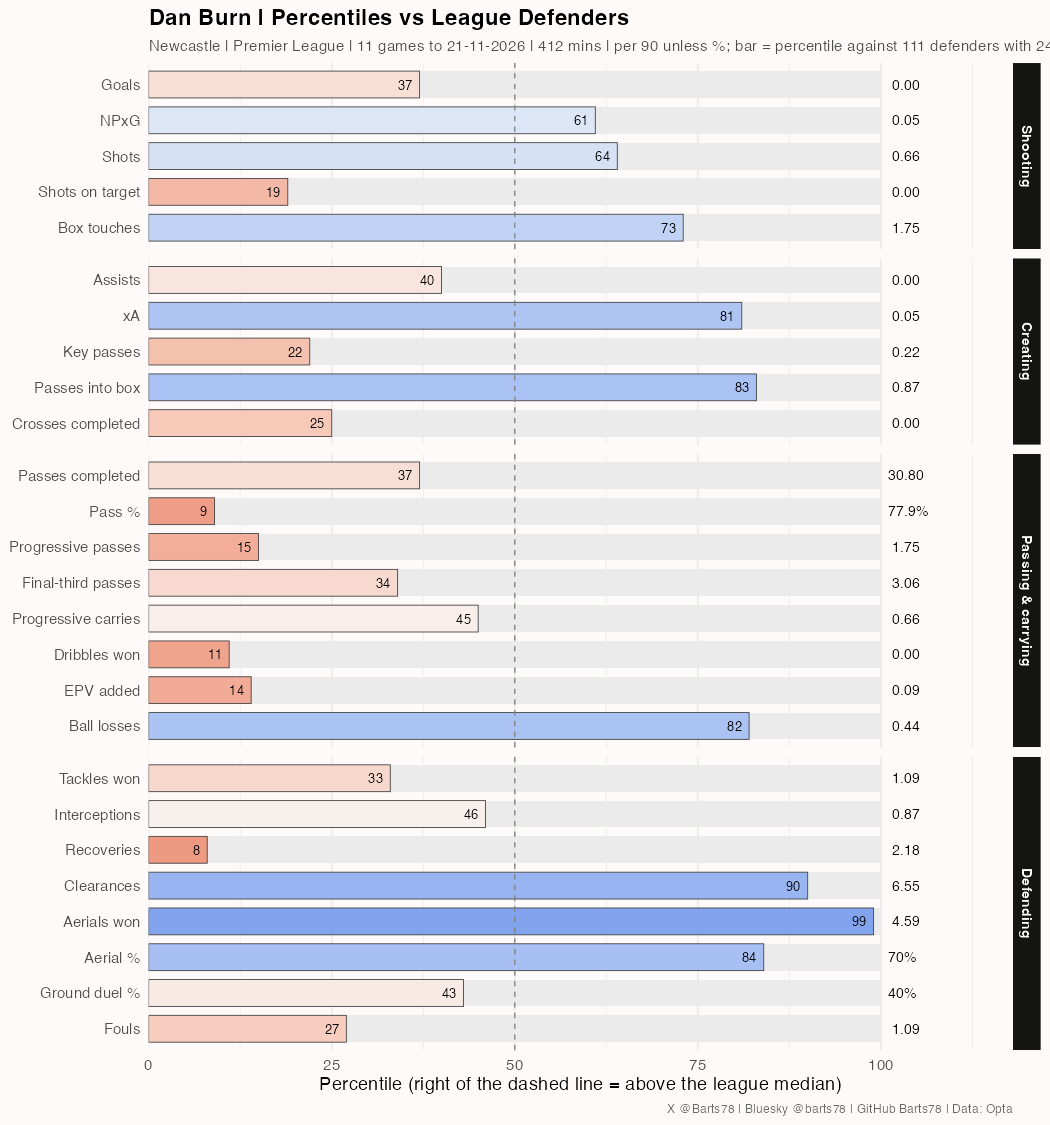 Dan Burn | Percentiles vs League Defenders
Newcastle | Premier League | 11 games to 21-11-2026 | 412 mins | per 90 unless %; bar = percentile against 111 defenders with 24
Goals 37 0.00
NPxG 61 0.05
Shots 64 0.66
Shots on target 19 0.00
Box touches 73 1.75
Shooting
Assists 40 0.00
xA 81 0.05
Key passes 22 0.22
Passes into box 83 0.87
Crosses completed 25 0.00
Creating
Passes completed 37 30.80
Pass % 9 77.9%
Progressive passes 15 1.75
Final-third passes 34 3.06
Progressive carries 45 0.66
Dribbles won 11 0.00
EPV added 14 0.09
Ball losses 82 0.44
Passing & carrying
Tackles won 33 1.09
Interceptions 46 0.87
Recoveries 8 2.18
Clearances 90 6.55
Aerials won 99 4.59
Aerial % 84 70%
Ground duel % 43 40%
Fouls 27 1.09
Defending
0 25 50 75 100
Percentile (right of the dashed line = above the league median)
X @Barts78 | Bluesky @barts78 | GitHub Barts78 | Data: Opta